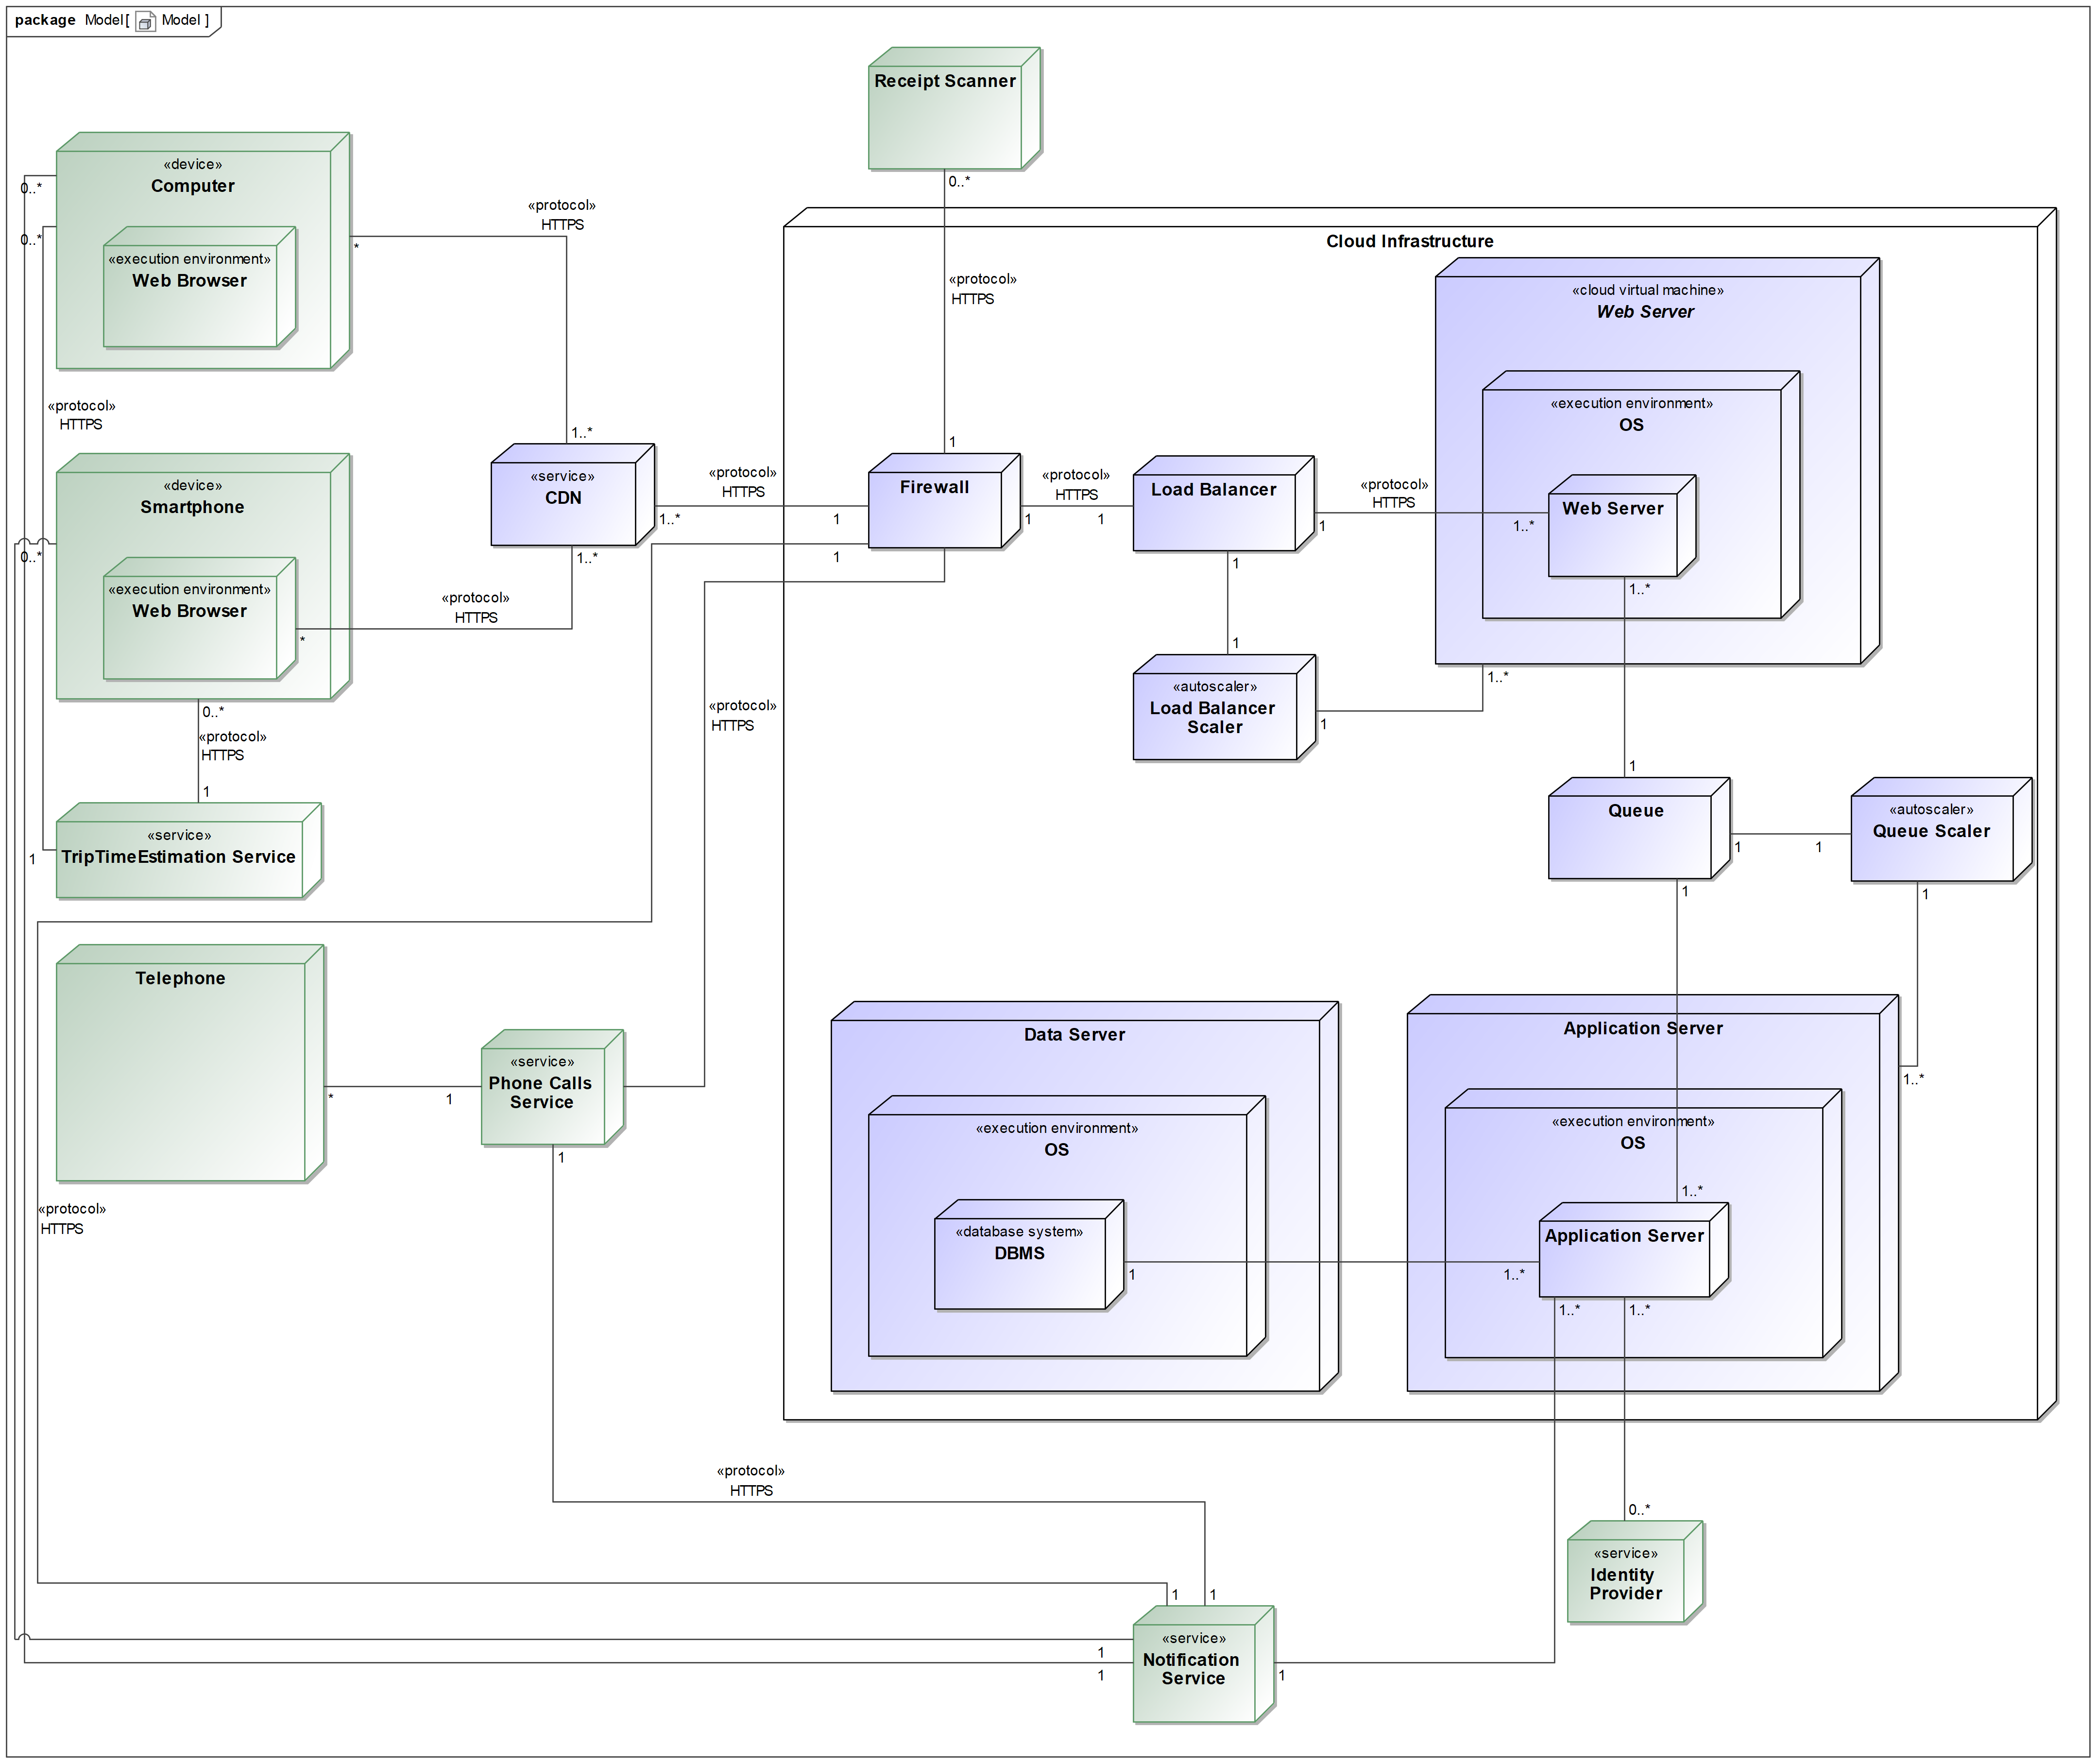 package Model[ Model ]
Receipt Scanner
0..*
«protocol»
HTTPS
1
«device»
Computer
0..*
0..*
*
«execution environment»
Web Browser
«protocol»
HTTPS
1..*
«protocol»
HTTPS
«device»
Smartphone
0..*
«execution environment»
Web Browser
*
«protocol»
HTTPS
0..*
«protocol»
HTTPS
1
«service»
TripTimeEstimation Service
1
«service»
CDN
1..*
1..*
«protocol»
HTTPS
1
1
Cloud Infrastructure
Firewall
1
«protocol»
HTTPS
1
Load Balancer
1
1
«protocol»
HTTPS
1..*
«cloud virtual machine»
Web Server
«execution environment»
OS
Web Server
1..*
1
«autoscaler»
Load Balancer
Scaler
1
1..*
«protocol»
HTTPS
1
Queue
1
1
1
«autoscaler»
Queue Scaler
1
Telephone
*
1
«service»
Phone Calls
Service
1
«protocol»
HTTPS
Data Server
«execution environment»
OS
«database system»
DBMS
1
Application Server
1..*
«execution environment»
OS
1..*
Application Server
1..*
1..*
1..*
«protocol»
HTTPS
0..*
«service»
Identity
Provider
1
1
«service»
Notification
Service
1
1
1